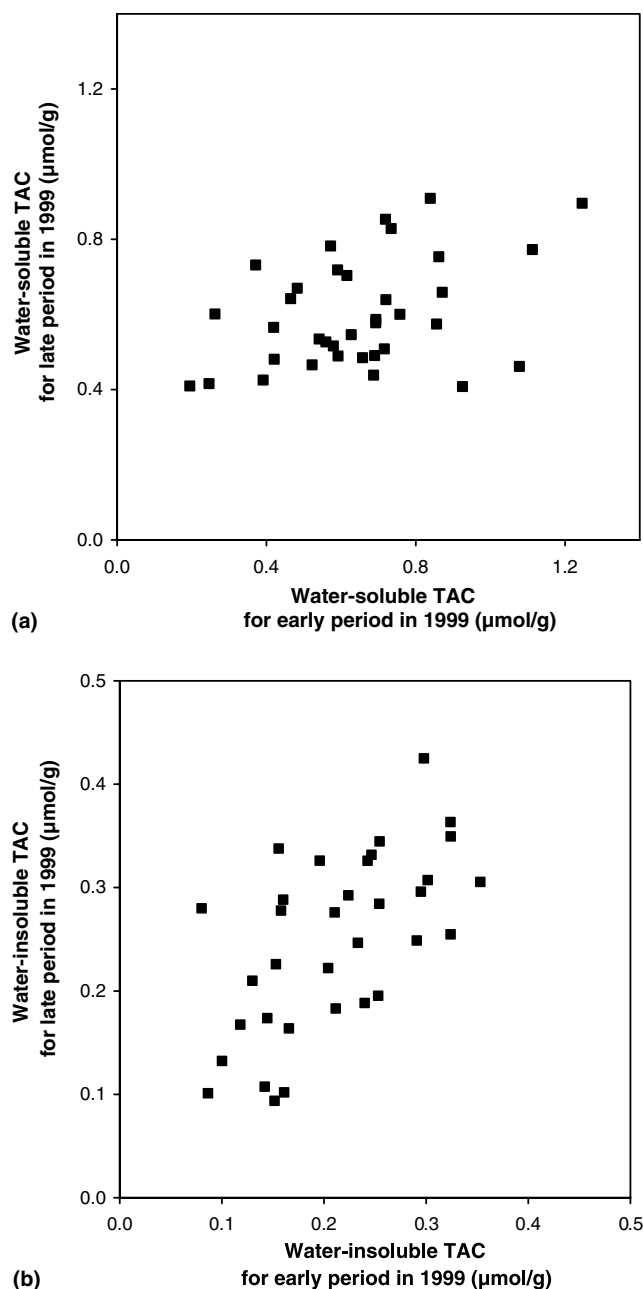 Water-soluble TAC
for late period in 1999 (μmol/g)
1.2
0.8
0.4
0.0
0.0 0.4 0.8 1.2
Water-soluble TAC
(a) for early period in 1999 (μmol/g)
Water-insoluble TAC
for late period in 1999 (μmol/g)
0.5
0.4
0.3
0.2
0.1
0.0
0.0 0.1 0.2 0.3 0.4 0.5
Water-insoluble TAC
(b) for early period in 1999 (μmol/g)